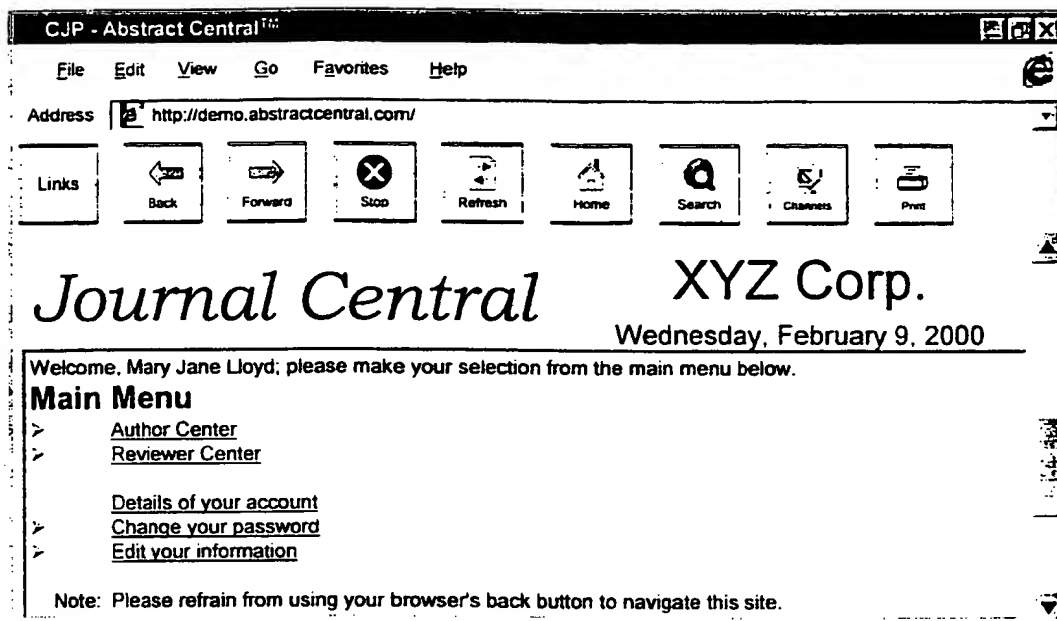 CJP - Abstract Central™
File Edit View Go Favorites Help
Address http://demo.abstractcentral.com/
Links Back Forward Stop Refresh Home Search Channels Print
Journal Central
XYZ Corp.
Wednesday, February 9, 2000
Welcome, Mary Jane Lloyd; please make your selection from the main menu below.
Main Menu
➢ Author Center
➢ Reviewer Center
Details of your account
➢ Change your password
➢ Edit your information
Note: Please refrain from using your browser's back button to navigate this site.